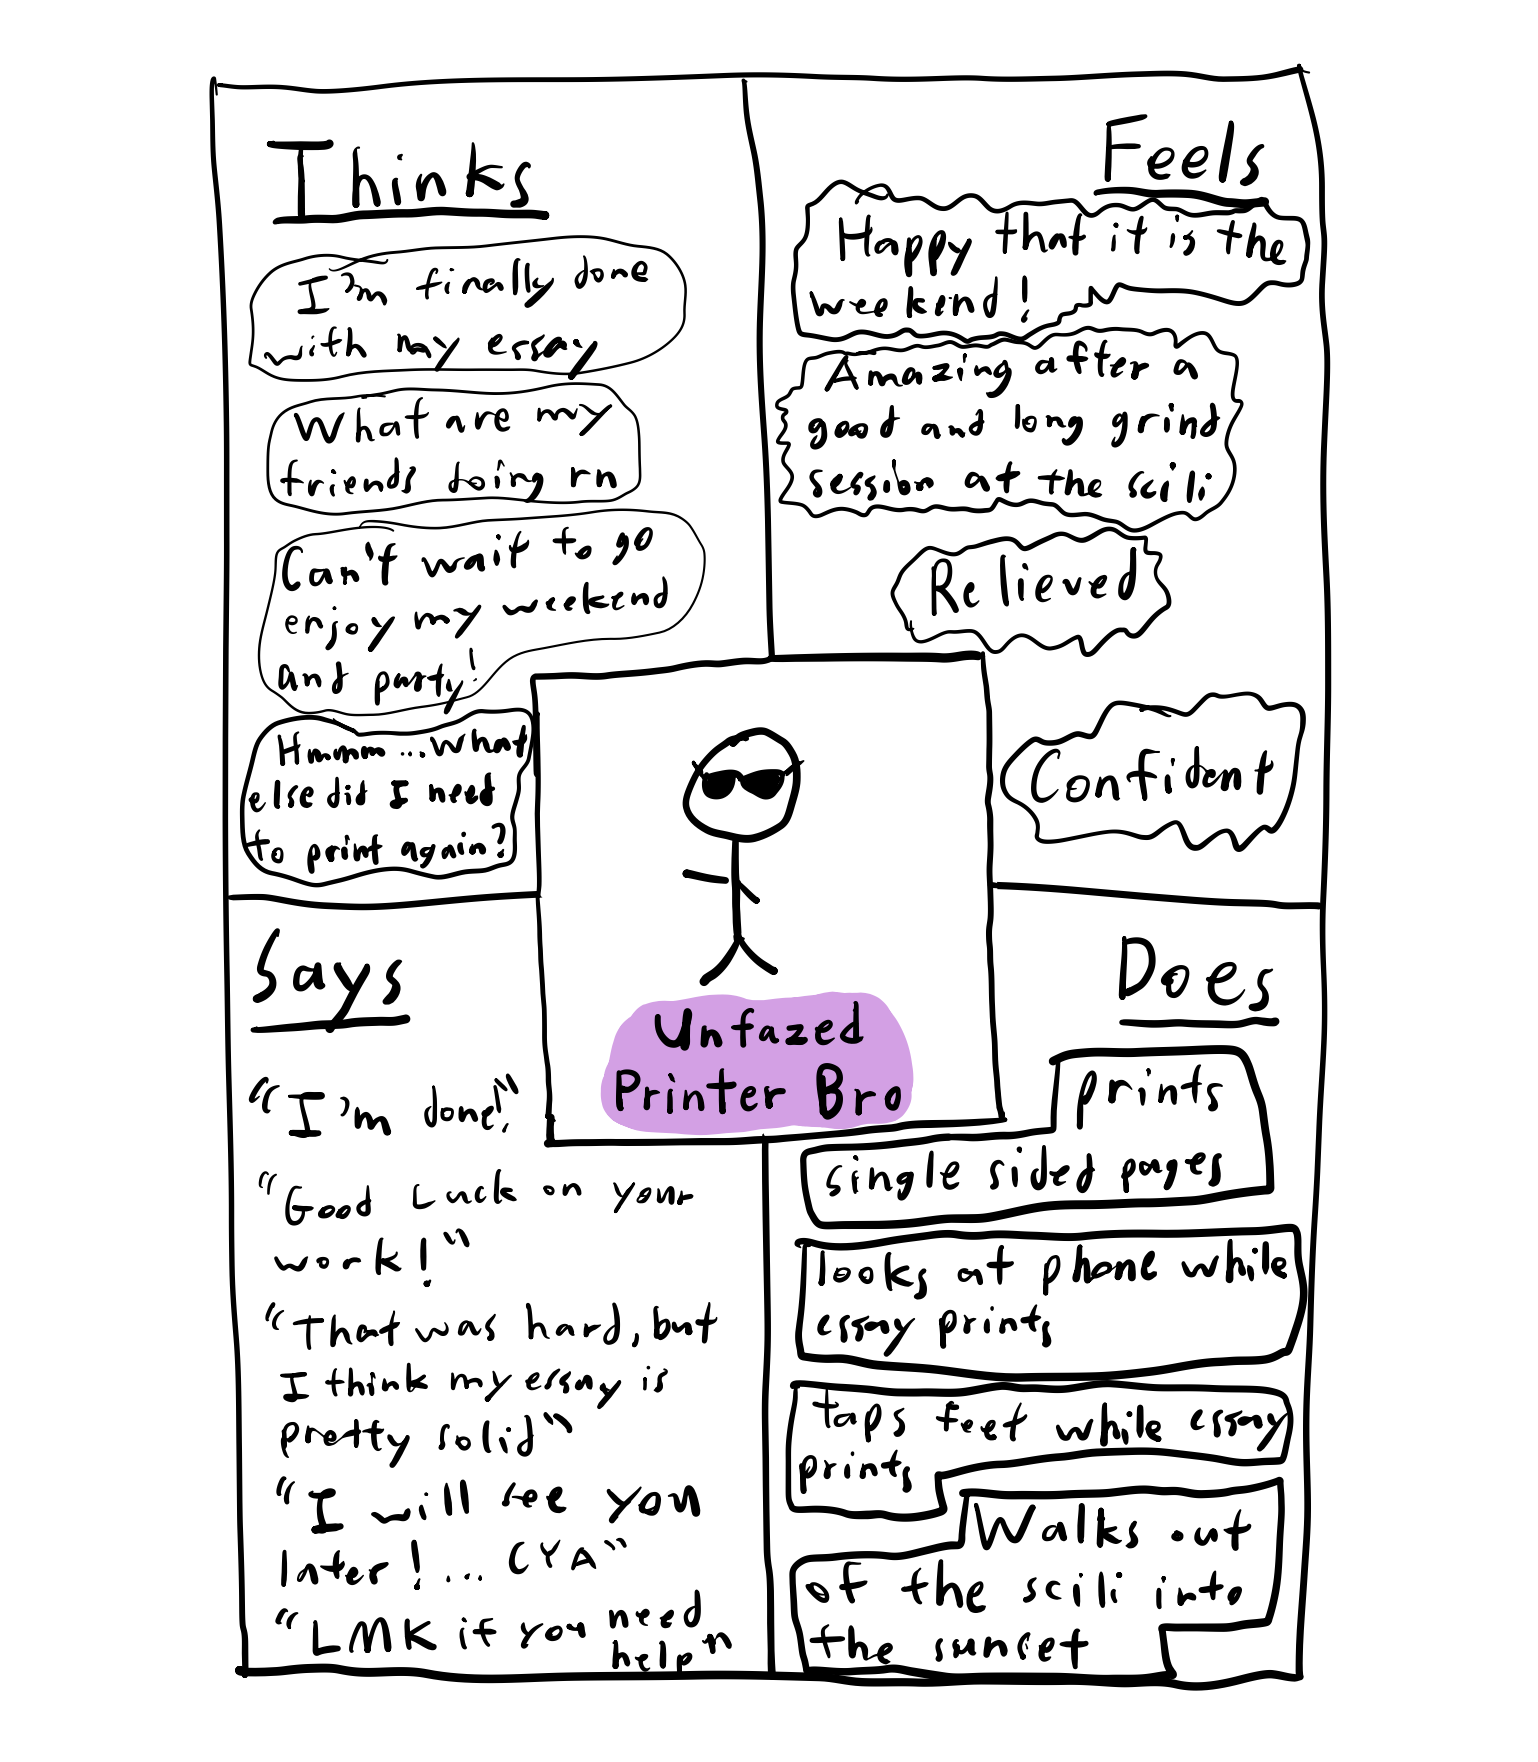 Thinks
I'm finally done
with my essay
What are my
friends doing rn
Can't wait to go
enjoy my weekend
and party!
Hmmm...What
else did I need
to print again?
Feels
Happy that it is the
weekend!
Amazing after a
good and long grind
session at the scili
Relieved
Confident
Unfazed
Printer Bro
Says
"I'm done!"
"Good Luck on your
work!"
"That was hard, but
I think my essay is
pretty solid"
"I will see you
later!... CYA"
"LMK if you need
help"
Does
prints
single sided pages
looks at phone while
essay prints
taps feet while essay
prints
Walks out
of the scili into
the sunset